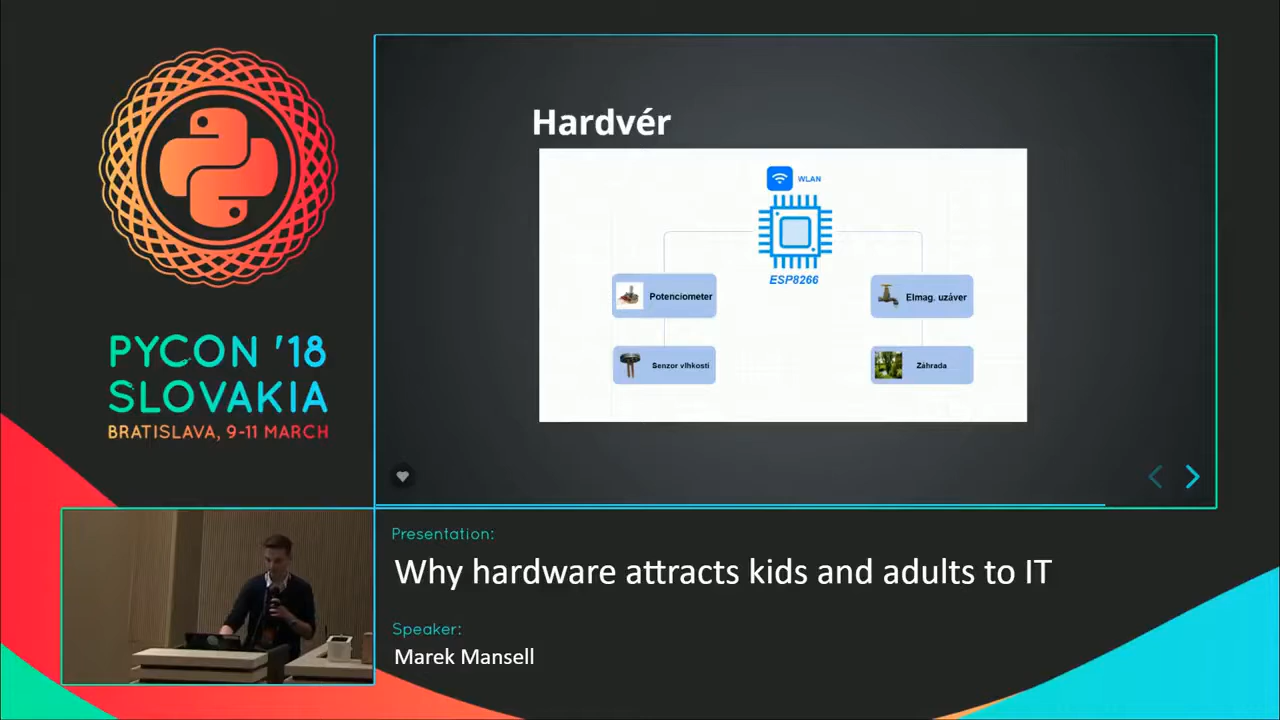 PYCON '18
SLOVAKIA
BRATISLAVA, 9-11 MARCH
Hardvér
WLAN
ESP8266
Potenciometer
Elmag. uzáver
Senzor vlhkosti
Záhrada
Presentation:
Why hardware attracts kids and adults to IT
Speaker:
Marek Mansell